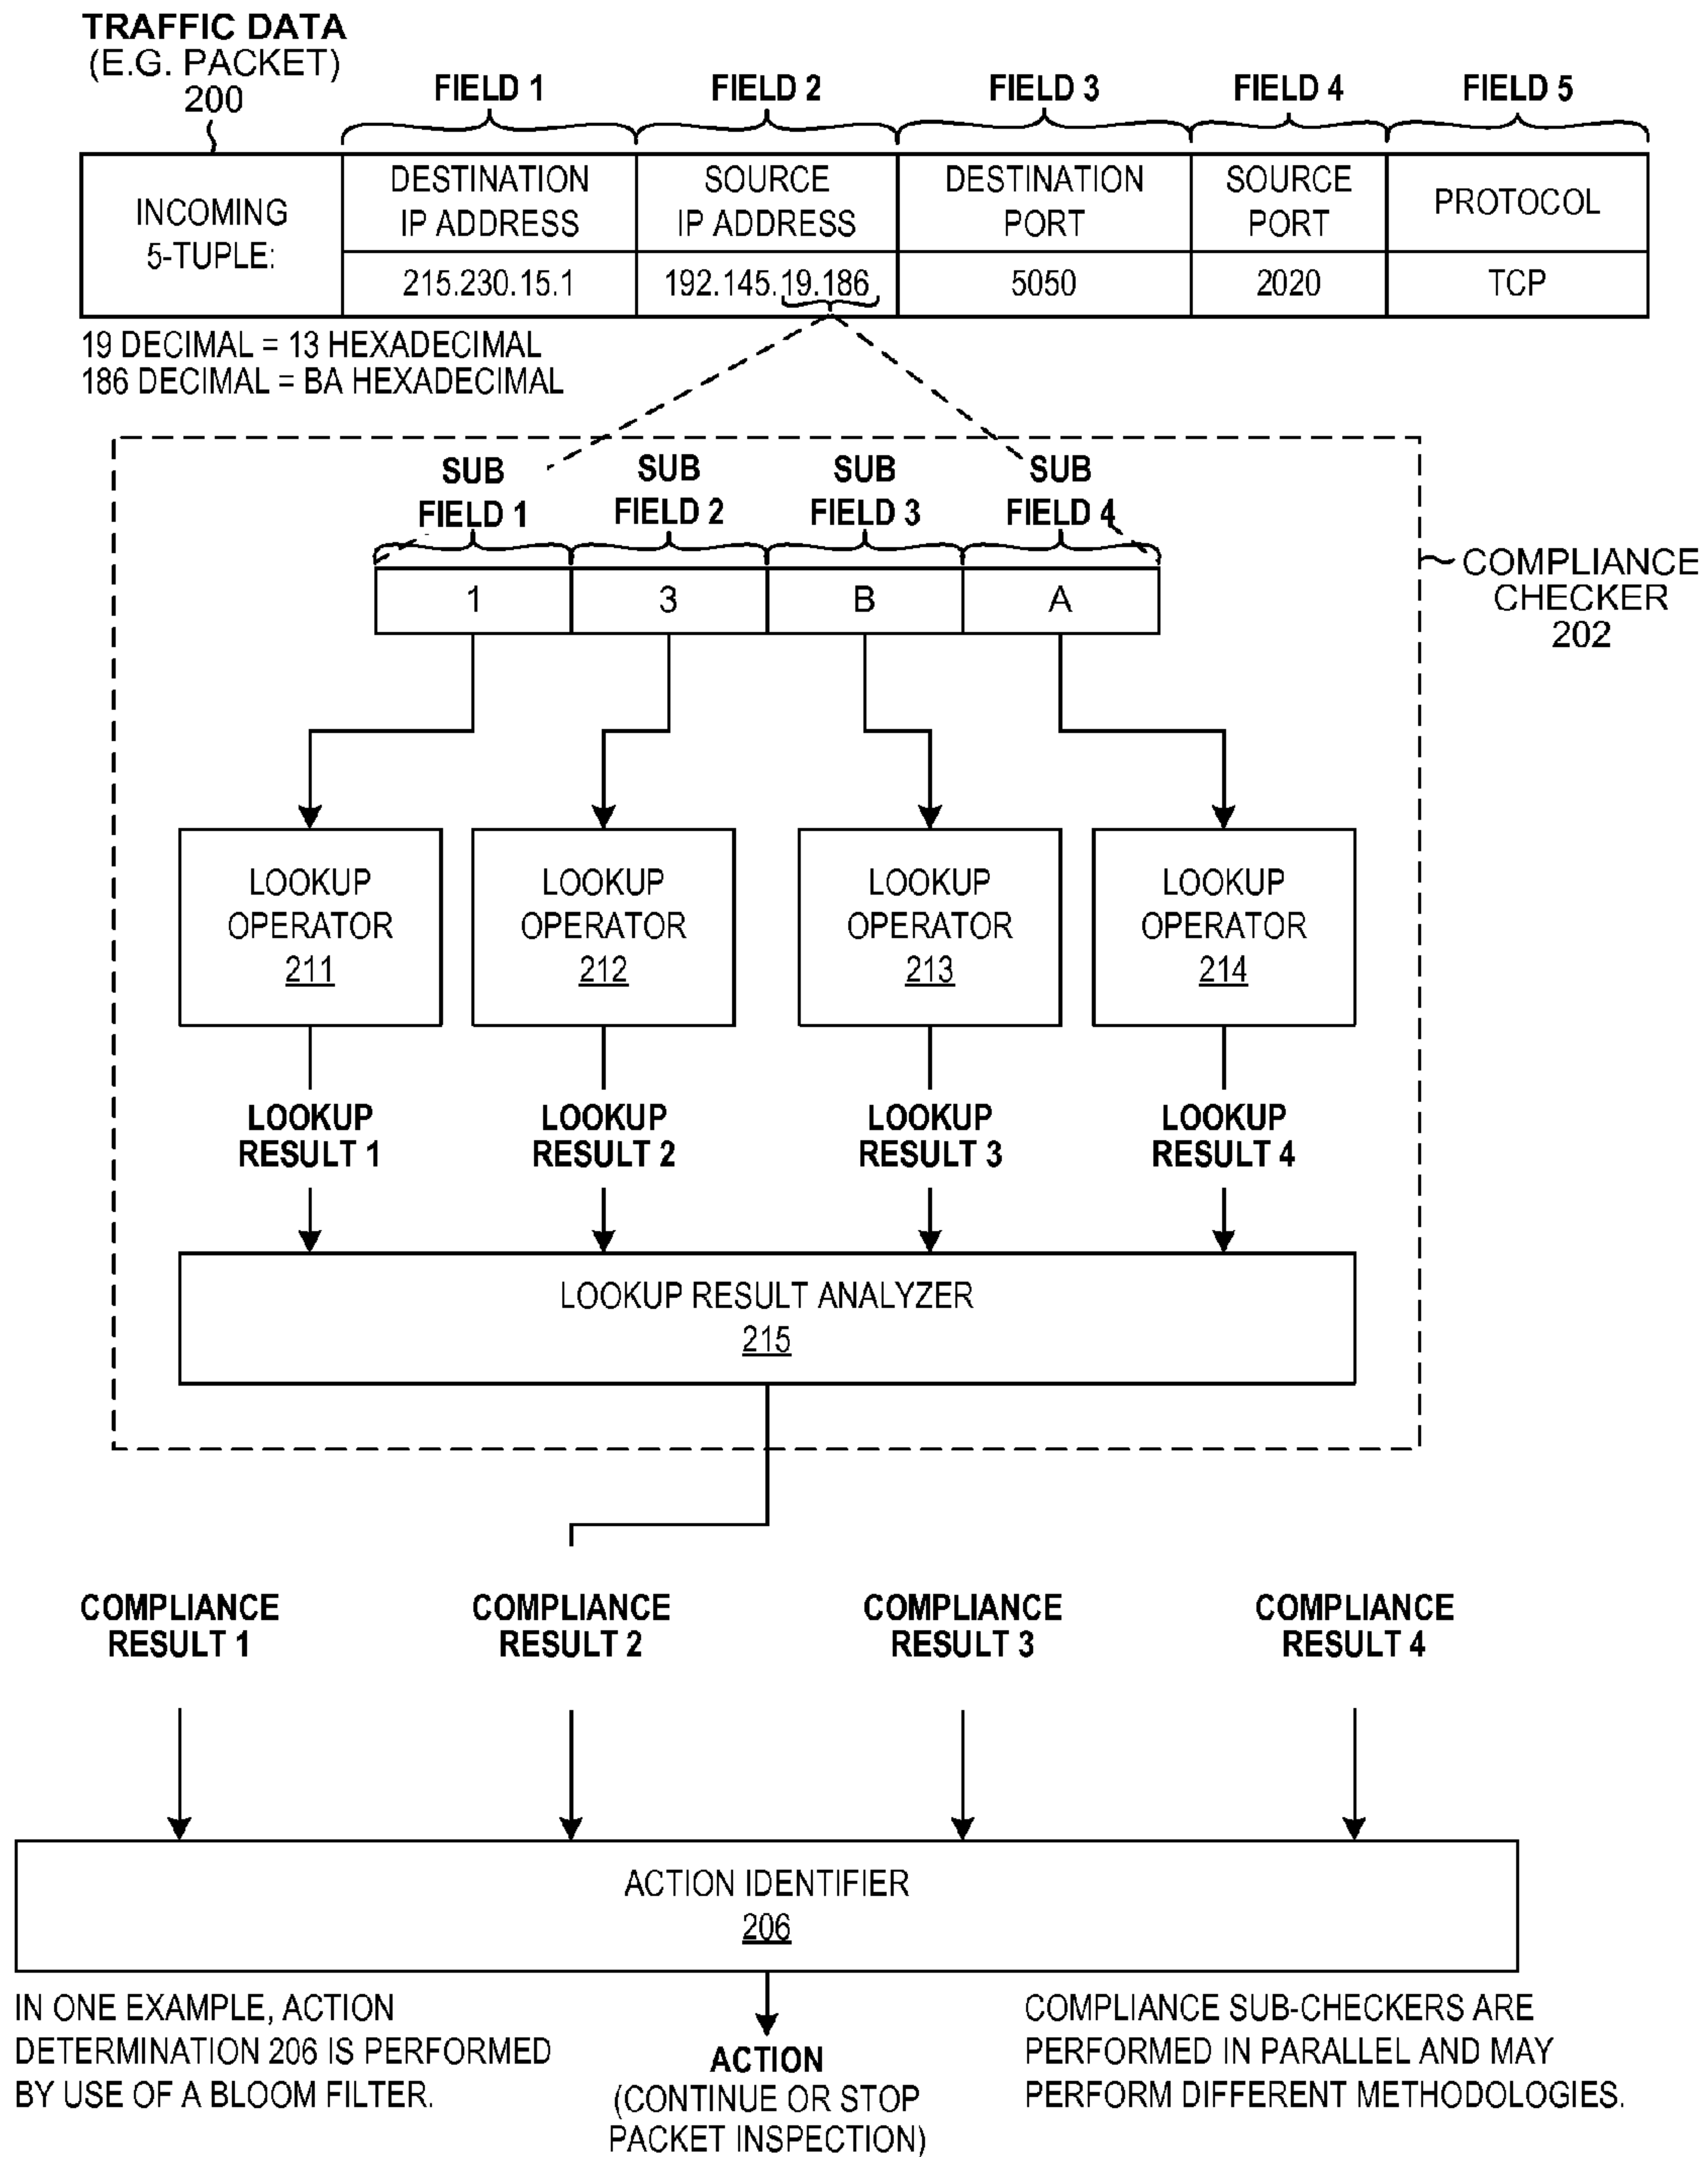 TRAFFIC DATA
(E.G. PACKET)
200
FIELD 1
FIELD 2
FIELD 3
FIELD 4
FIELD 5
INCOMING
5-TUPLE:
DESTINATION
IP ADDRESS
SOURCE
IP ADDRESS
DESTINATION
PORT
SOURCE
PORT
PROTOCOL
215.230.15.1
192.145.19.186
5050
2020
TCP
19 DECIMAL = 13 HEXADECIMAL
186 DECIMAL = BA HEXADECIMAL
SUB
FIELD 1
SUB
FIELD 2
SUB
FIELD 3
SUB
FIELD 4
1
3
B
A
COMPLIANCE
CHECKER
202
LOOKUP
OPERATOR
211
LOOKUP
OPERATOR
212
LOOKUP
OPERATOR
213
LOOKUP
OPERATOR
214
LOOKUP
RESULT 1
LOOKUP
RESULT 2
LOOKUP
RESULT 3
LOOKUP
RESULT 4
LOOKUP RESULT ANALYZER
215
COMPLIANCE
RESULT 1
COMPLIANCE
RESULT 2
COMPLIANCE
RESULT 3
COMPLIANCE
RESULT 4
ACTION IDENTIFIER
206
IN ONE EXAMPLE, ACTION
DETERMINATION 206 IS PERFORMED
BY USE OF A BLOOM FILTER.
ACTION
(CONTINUE OR STOP
PACKET INSPECTION)
COMPLIANCE SUB-CHECKERS ARE
PERFORMED IN PARALLEL AND MAY
PERFORM DIFFERENT METHODOLOGIES.